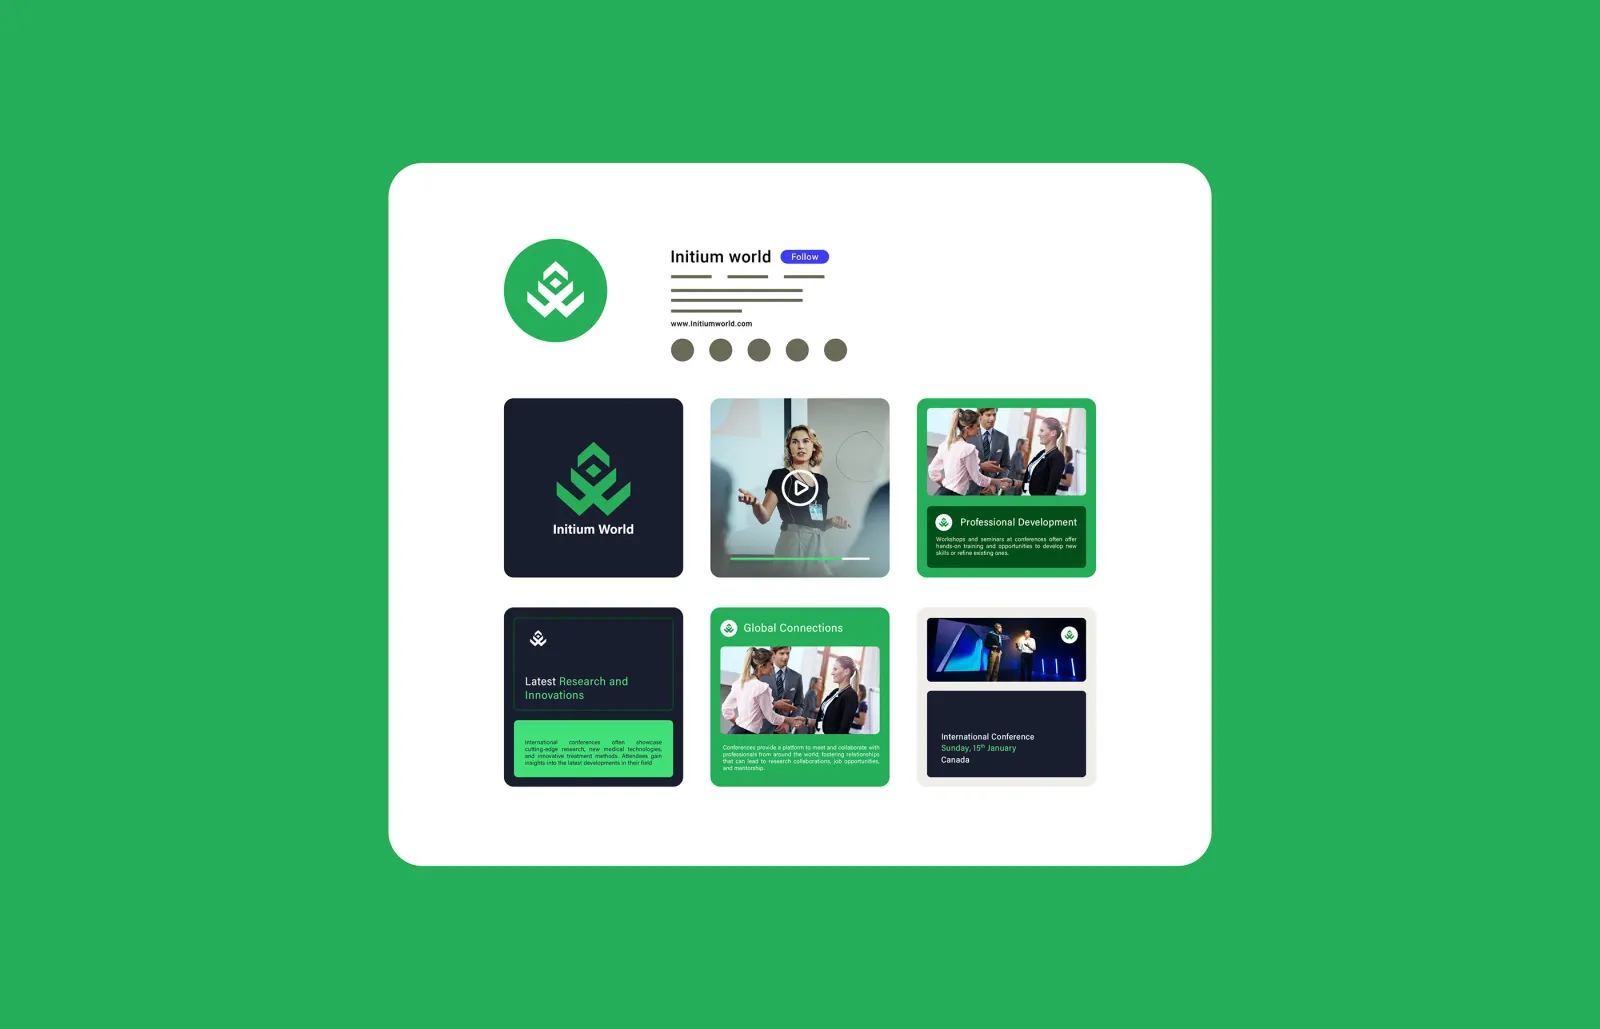 Initium world
Follow
www.Initiumworld.com
Initium World
Professional Development
Workshops and seminars at conferences often offer
hands-on training and opportunities to develop new
skills or refine existing ones.
Latest Research and
Innovations
International conferences often showcase
cutting-edge research, new medical technologies,
and innovative treatment methods. Attendees gain
insights into the latest developments in their field
Global Connections
Conferences provide a platform to meet and collaborate with
professionals from around the world, fostering relationships
that can lead to research collaborations, job opportunities,
and mentorship.
International Conference
Sunday, 15th January
Canada